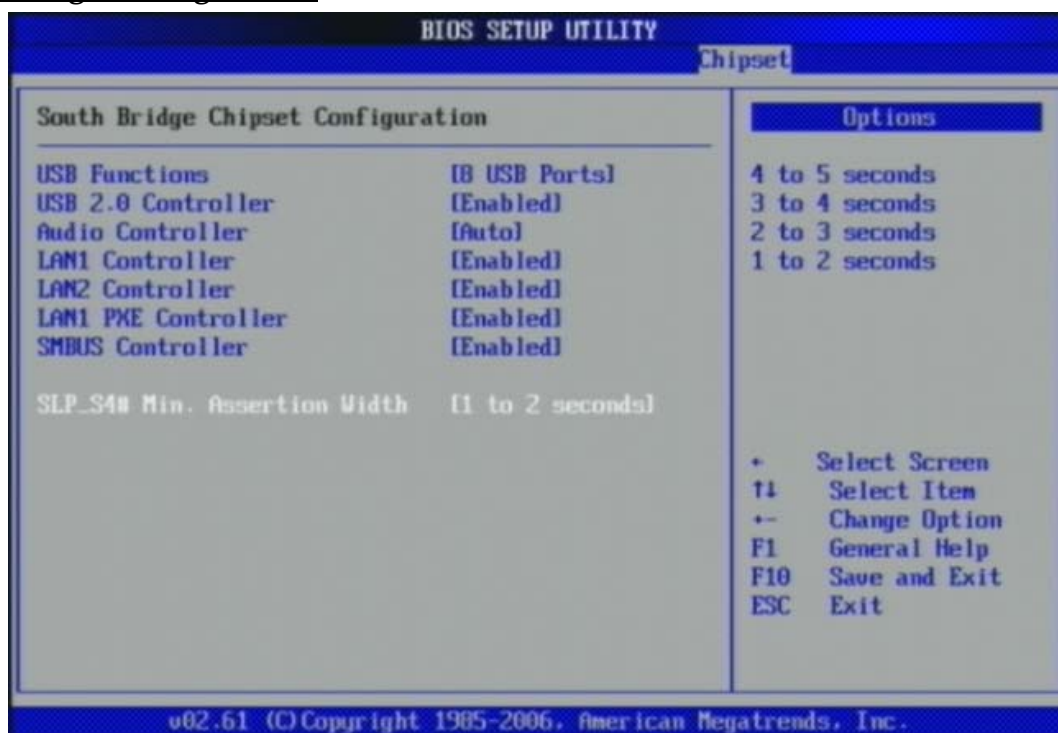 BIOS SETUP UTILITY
Chipset
South Bridge Chipset Configuration
USB Functions [8 USB Ports]
USB 2.0 Controller [Enabled]
Audio Controller [Auto]
LAN1 Controller [Enabled]
LAN2 Controller [Enabled]
LAN1 PXE Controller [Enabled]
SMBUS Controller [Enabled]
SLP_S4# Min. Assertion Width [1 to 2 seconds]
Options
4 to 5 seconds
3 to 4 seconds
2 to 3 seconds
1 to 2 seconds
← Select Screen
↑↓ Select Item
+- Change Option
F1 General Help
F10 Save and Exit
ESC Exit
v02.61 (C)Copyright 1985-2006, American Megatrends, Inc.